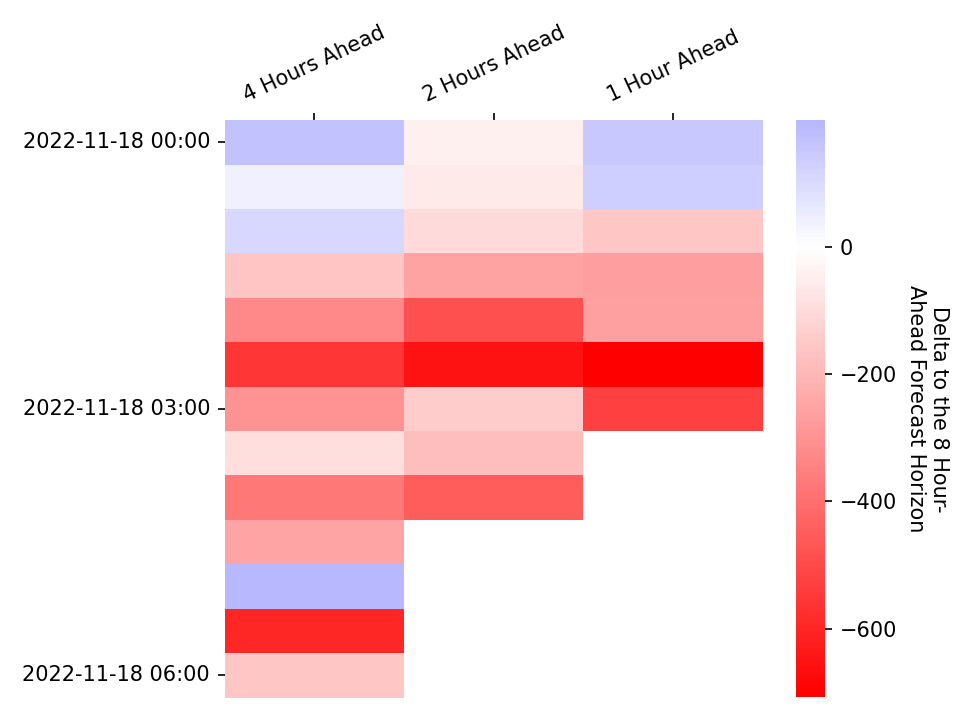 4 Hours Ahead
2 Hours Ahead
1 Hour Ahead
2022-11-18 00:00
2022-11-18 03:00
2022-11-18 06:00
0
−200
−400
−600
Delta to the 8 Hour-
Ahead Forecast Horizon